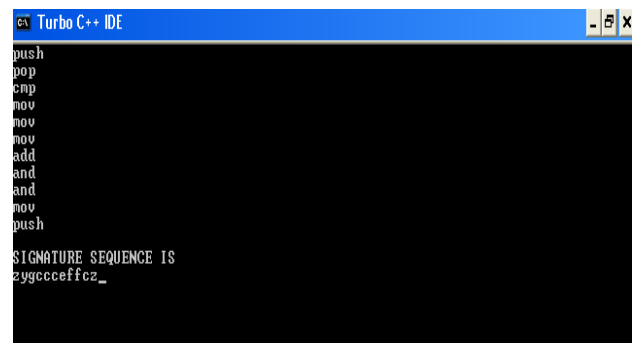 Turbo C++ IDE
push
pop
cmp
mov
mov
mov
add
and
and
mov
push
SIGNATURE SEQUENCE IS
zygccceffcz_